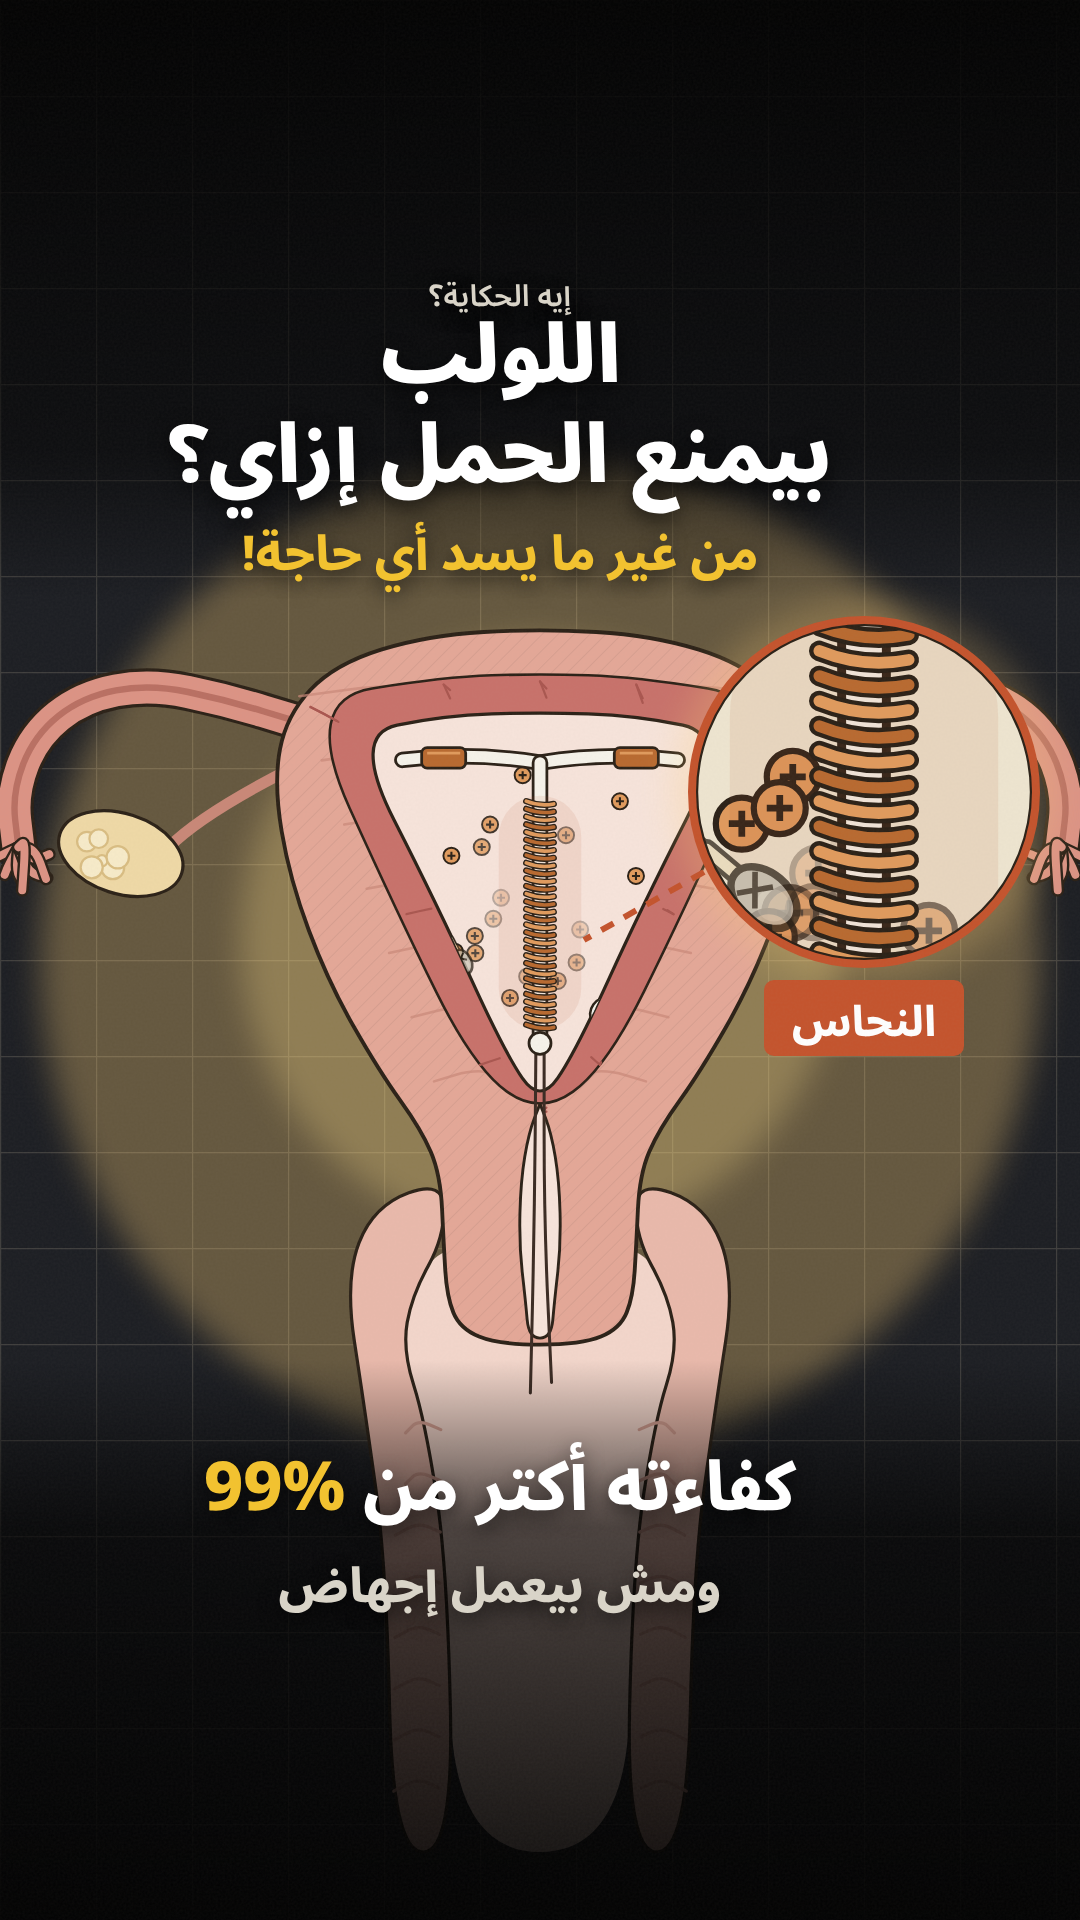 إيه الحكاية؟
اللولب
بيمنع الحمل إزاي؟
من غير ما يسد أي حاجة!
النحاس
كفاءته أكتر من 99%
ومش بيعمل إجهاض